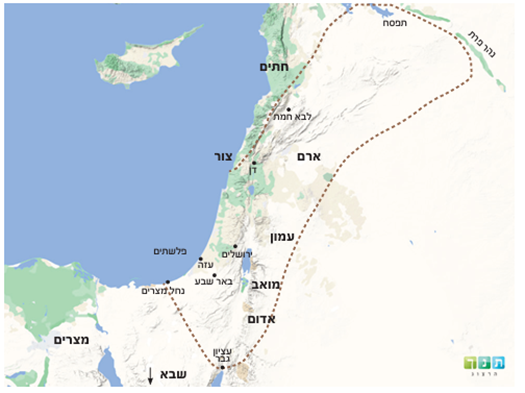 תפסח
נהר פרת
חתים
לבא חמת
ארם
צור
דן
עמון
ירושלים
פלשתים
עזה
באר שבע
מואב
נחל מצרים
אדום
מצרים
עציון
גבר
שבא
תנך